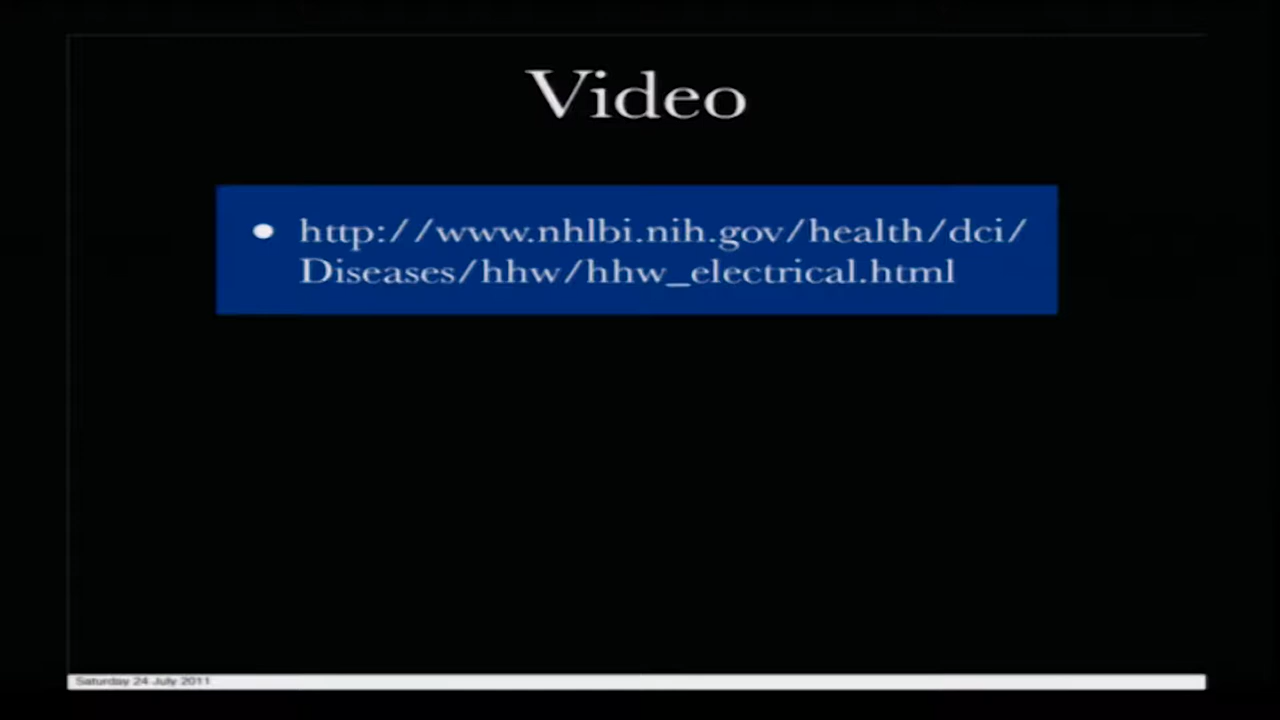 Video
• http://www.nhlbi.nih.gov/health/dci/
Diseases/hhw/hhw_electrical.html
Saturday 24 July 2011